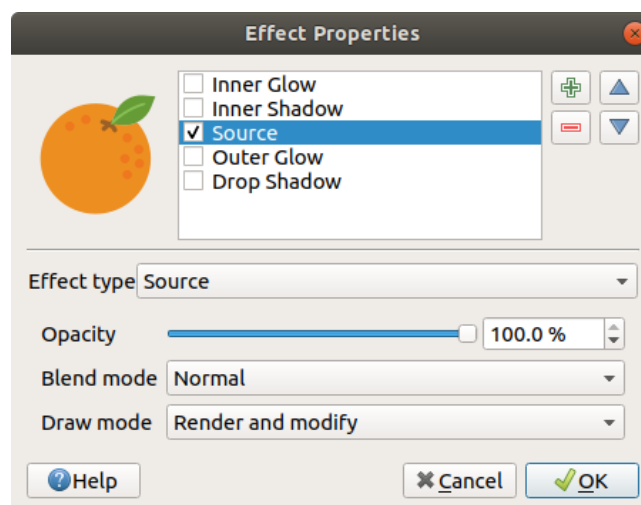 Effect Properties
Inner Glow
Inner Shadow
Source
Outer Glow
Drop Shadow
Effect type Source
Opacity 100.0 %
Blend mode Normal
Draw mode Render and modify
Help Cancel OK